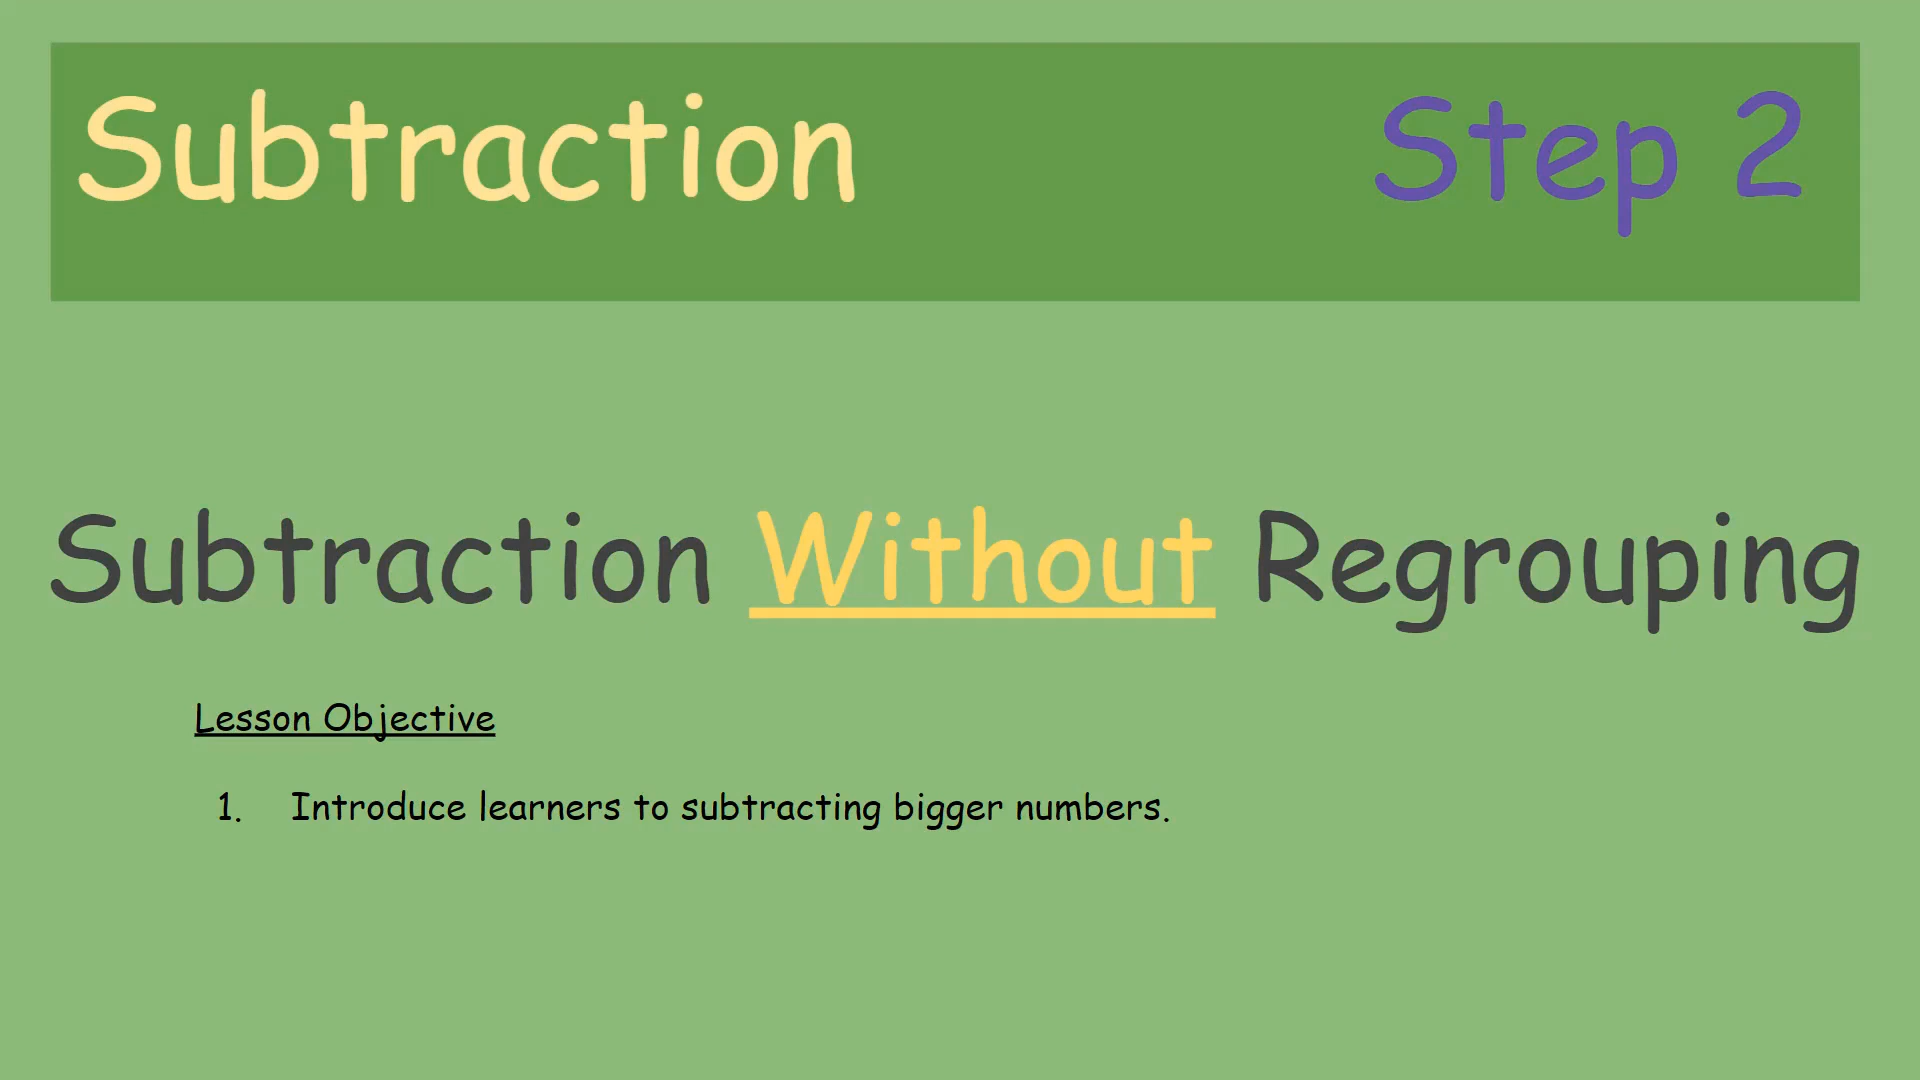 Subtraction Step 2
Subtraction Without Regrouping
Lesson Objective
1. Introduce learners to subtracting bigger numbers.